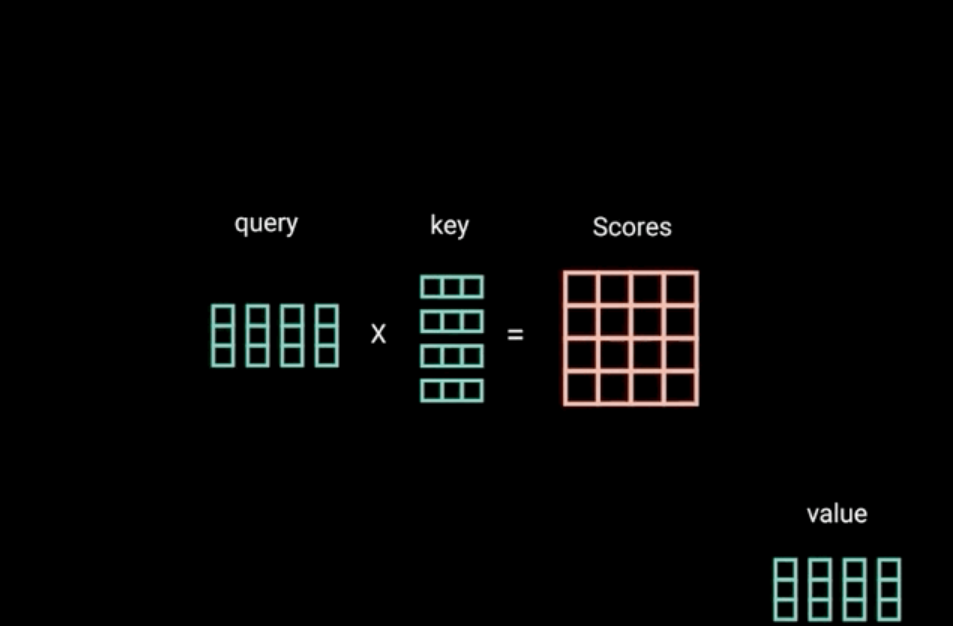 query
key
Scores
x
=
value